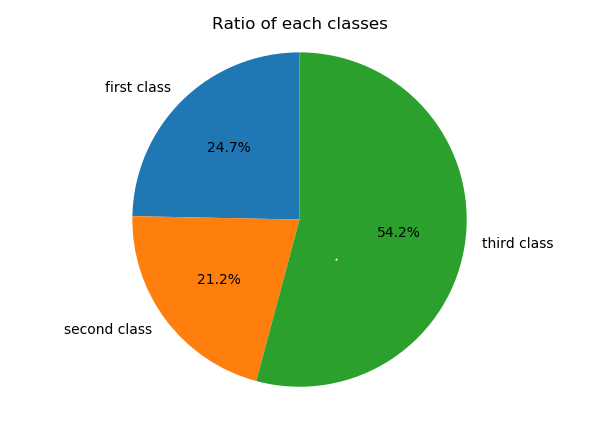 Ratio of each classes
first class
24.7%
54.2%
third class
21.2%
second class